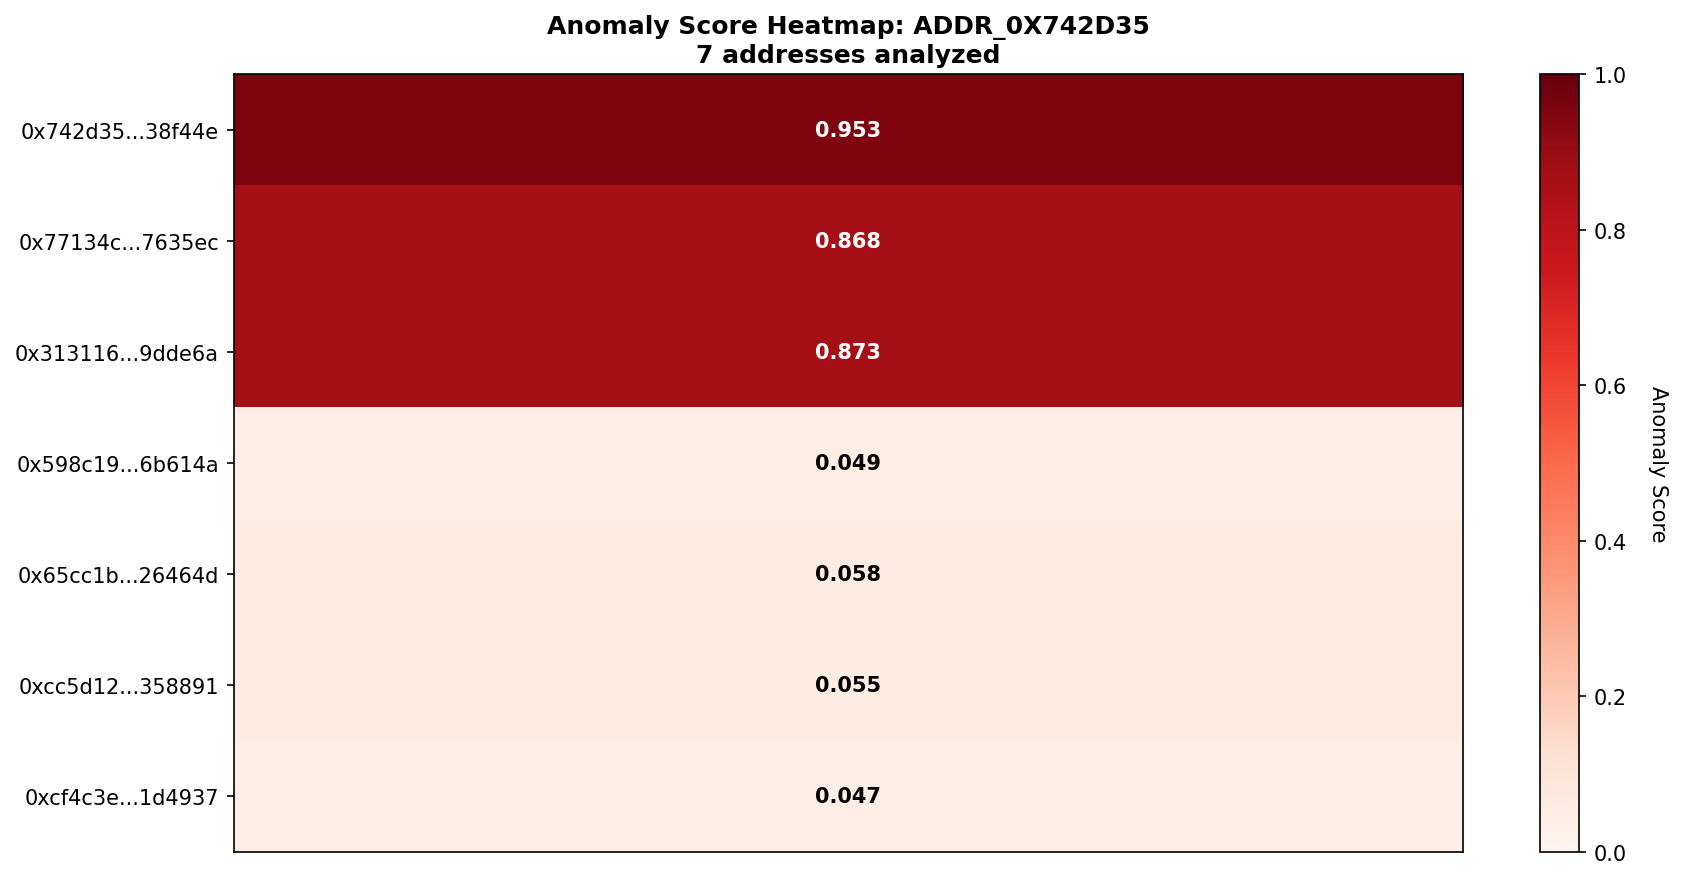 Anomaly Score Heatmap: ADDR_0X742D35
7 addresses analyzed
0x742d35...38f44e
0.953
0x77134c...7635ec
0.868
0x313116...9dde6a
0.873
0x598c19...6b614a
0.049
0x65cc1b...26464d
0.058
0xcc5d12...358891
0.055
0xcf4c3e...1d4937
0.047
1.0
0.8
0.6
0.4
0.2
0.0
Anomaly Score